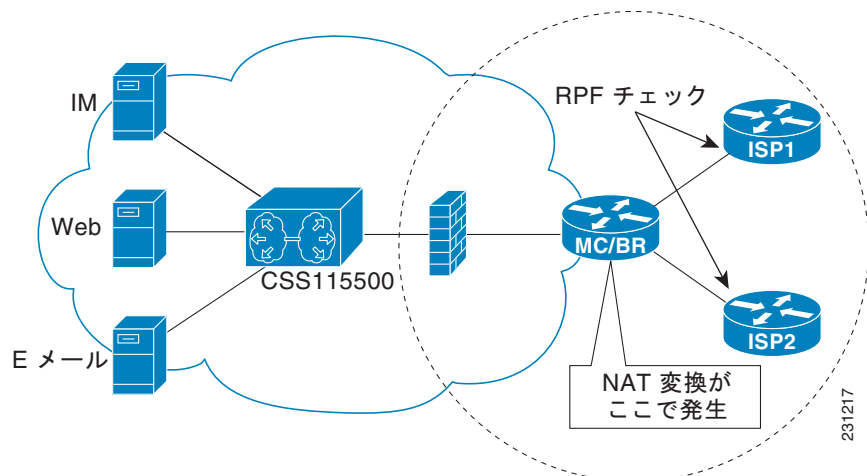 IM
RPF チェック
ISP1
Web
MC/BR
CSS115500
ISP2
E メール
NAT 変換が
ここで発生
231217